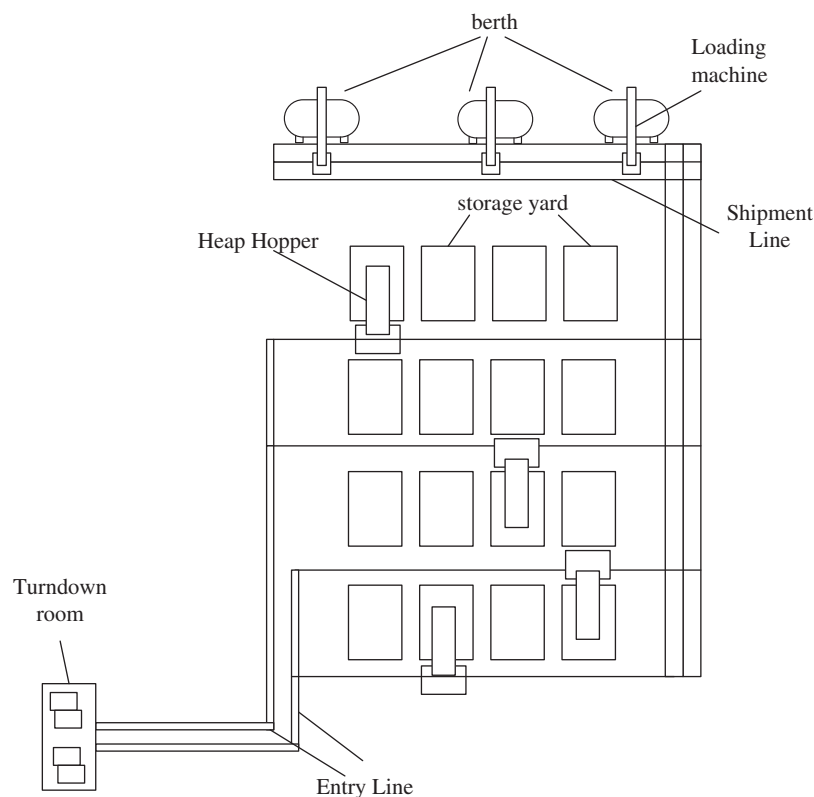 berth
Loading
machine
storage yard
Shipment
Line
Heap Hopper
Turndown
room
Entry Line